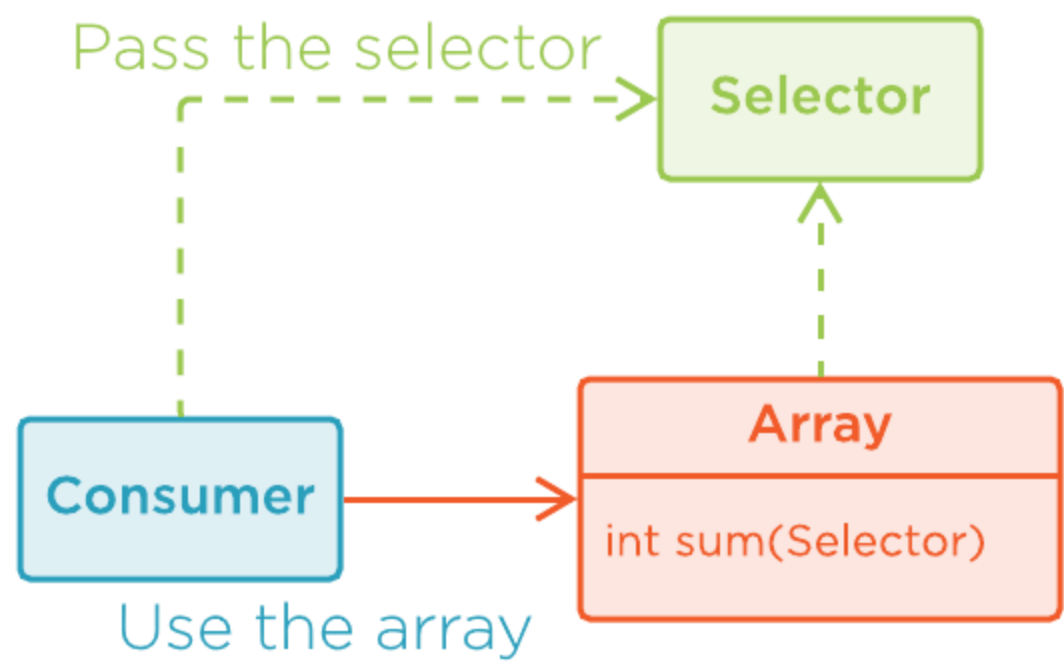 Pass the selector
Selector
Array
Consumer
int sum(Selector)
Use the array